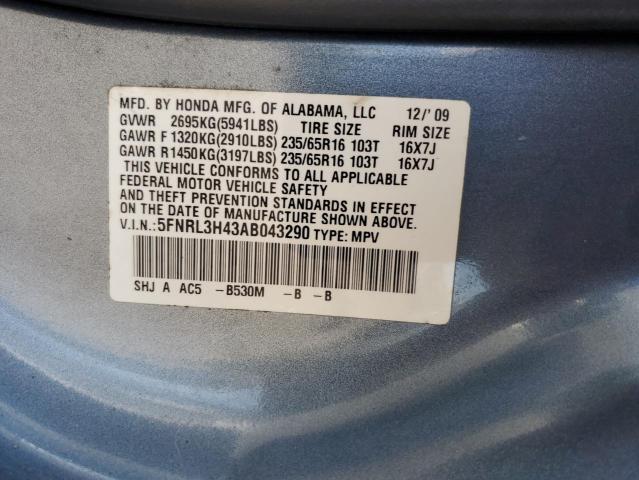 MFD. BY HONDA MFG. OF ALABAMA, LLC 12/'09
GVWR 2695KG(5941LBS) TIRE SIZE RIM SIZE
GAWR F 1320KG(2910LBS) 235/65R16 103T 16X7J
GAWR R 1450KG(3197LBS) 235/65R16 103T 16X7J
THIS VEHICLE CONFORMS TO ALL APPLICABLE
FEDERAL MOTOR VEHICLE SAFETY
AND THEFT PREVENTION STANDARDS IN EFFECT
ON THE DATE OF MANUFACTURE SHOWN ABOVE.
V.I.N.: 5FNRL3H43AB043290 TYPE: MPV
SHJ A AC5 -B530M -B -B